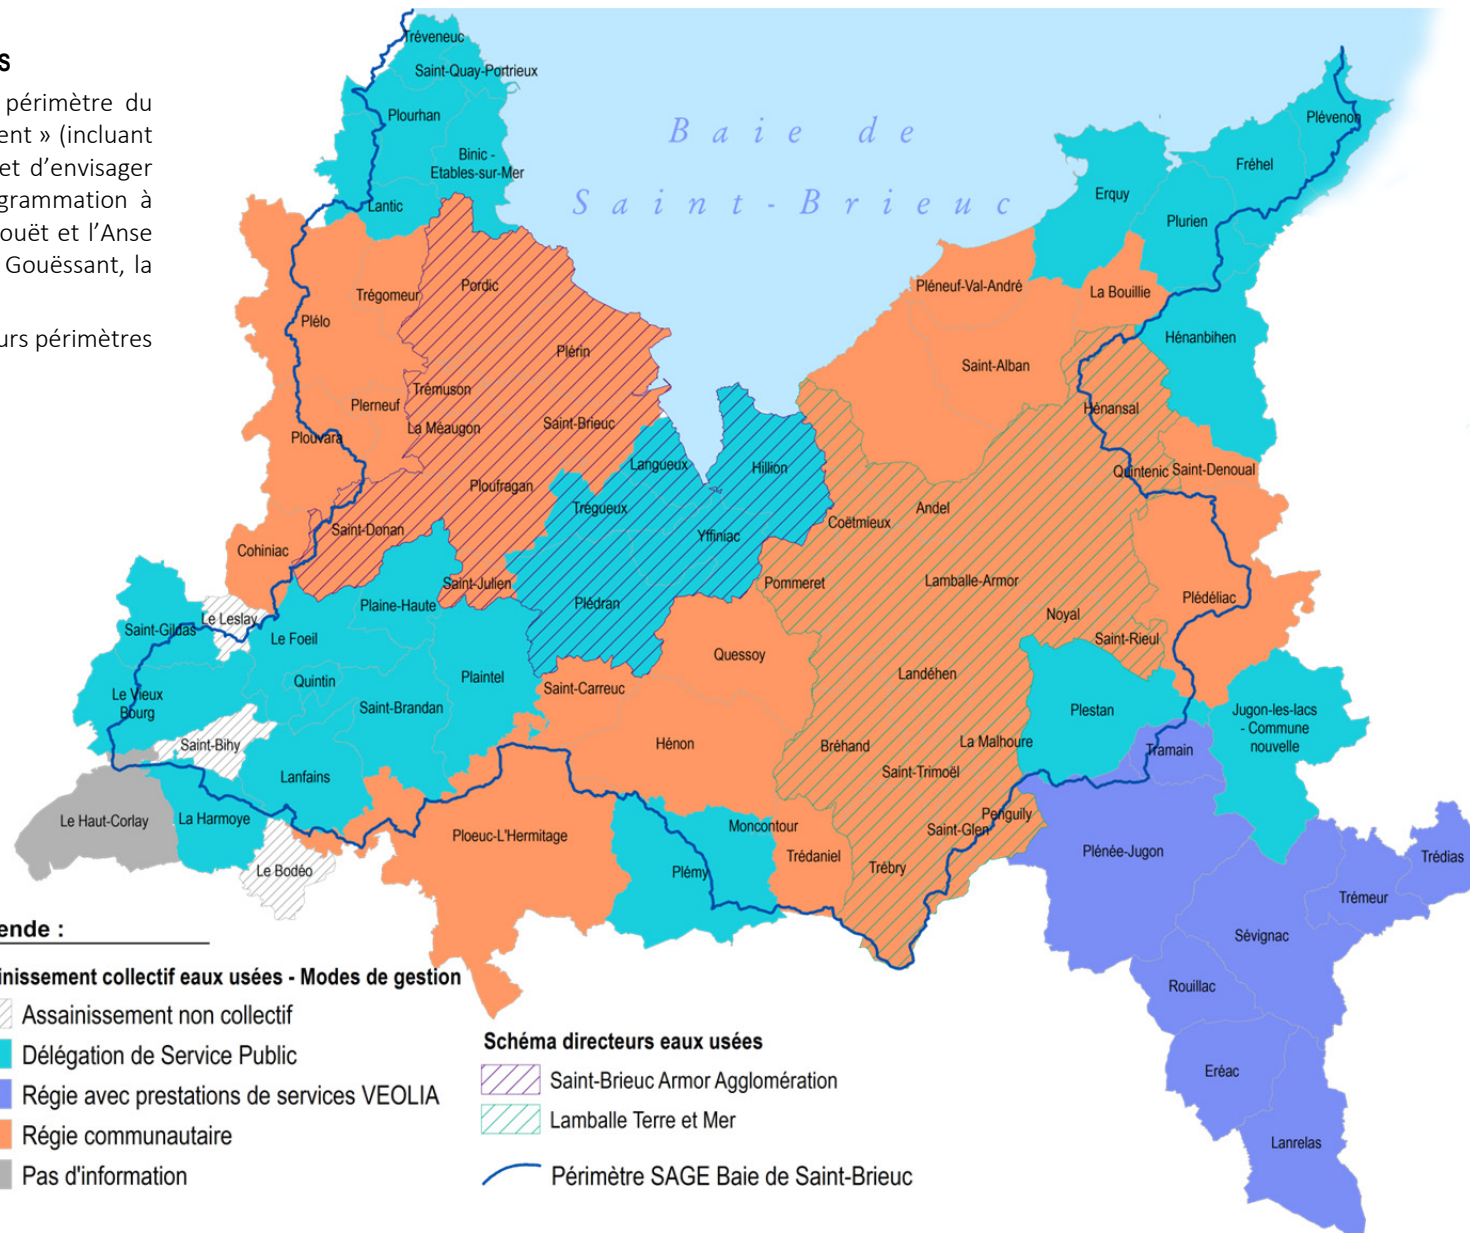 s
périmètre du
ent » (incluant
et d'envisager
grammation à
ouët et l'Anse
Gouëssant, la
urs périmètres
Baie de
Saint-Brieuc
Tréveneuc
Saint-Quay-Portrieux
Plourhan
Binic -
Etables-sur-Mer
Lantic
Plévenon
Fréhel
Erquy
Plurien
Pordic
Trégomeur
Plélo
Pléneuf-Val-André
La Bouillie
Hénanbihen
Plérin
Saint-Alban
Trémuson
Plerneuf
La Méaugon
Saint-Brieuc
Plouvara
Hénansal
Langueux
Hillion
Quintenic
Saint-Denoual
Ploufragan
Trégueux
Andel
Coëtmieux
Saint-Donan
Yffiniac
Cohiniac
Saint-Julien
Pommeret
Lamballe-Armor
Plédéliac
Plaine-Haute
Plédran
Noyal
Le Leslay
Saint-Gildas
Le Foeil
Saint-Rieul
Quessoy
Landéhen
Plaintel
Quintin
Saint-Carreuc
Le Vieux
Bourg
Saint-Brandan
Plestan
Jugon-les-lacs
- Commune
nouvelle
Saint-Bihy
Hénon
Bréhand
La Malhoure
Tramain
Lanfains
Saint-Trimoël
Le Haut-Corlay
La Harmoye
Ploeuc-L'Hermitage
Moncontour
Penguily
Saint-Glen
Plénée-Jugon
Trédaniel
Trédias
Le Bodéo
Plémy
Trébry
Trémeur
Sévignac
Rouillac
Eréac
Lanrelas
ende :
inissement collectif eaux usées - Modes de gestion
Assainissement non collectif
Délégation de Service Public
Régie avec prestations de services VEOLIA
Régie communautaire
Pas d'information
Schéma directeurs eaux usées
Saint-Brieuc Armor Agglomération
Lamballe Terre et Mer
Périmètre SAGE Baie de Saint-Brieuc